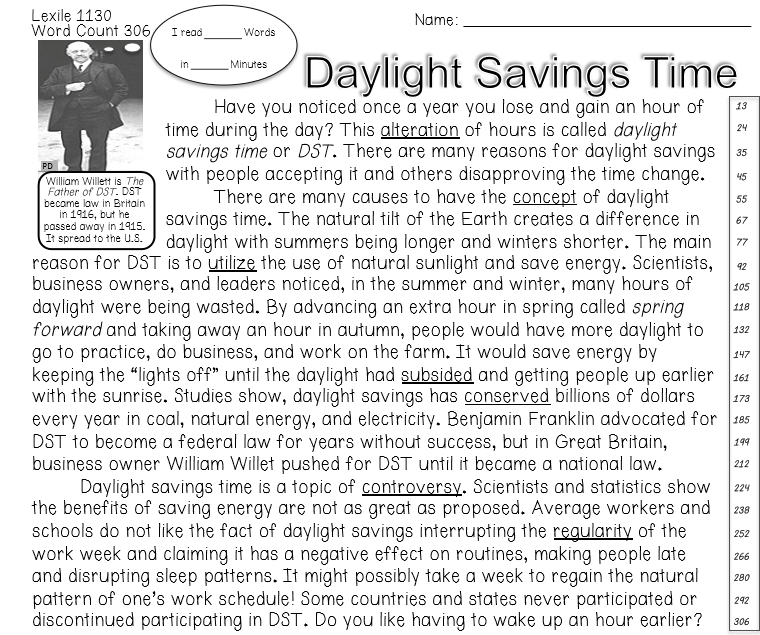 Lexile 1130
Word Count 306
I read ______ Words
in ______ Minutes
Name: ______________________________
Daylight Savings Time
PD
William Willett is The
Father of DST. DST
became law in Britain
in 1916, but he
passed away in 1915.
It spread to the U.S.
Have you noticed once a year you lose and gain an hour of 13
time during the day? This alteration of hours is called daylight 24
savings time or DST. There are many reasons for daylight savings 35
with people accepting it and others disapproving the time change. 45
There are many causes to have the concept of daylight 55
savings time. The natural tilt of the Earth creates a difference in 67
daylight with summers being longer and winters shorter. The main 77
reason for DST is to utilize the use of natural sunlight and save energy. Scientists, 92
business owners, and leaders noticed, in the summer and winter, many hours of 105
daylight were being wasted. By advancing an extra hour in spring called spring 118
forward and taking away an hour in autumn, people would have more daylight to 132
go to practice, do business, and work on the farm. It would save energy by 147
keeping the “lights off” until the daylight had subsided and getting people up earlier 161
with the sunrise. Studies show, daylight savings has conserved billions of dollars 173
every year in coal, natural energy, and electricity. Benjamin Franklin advocated for 185
DST to become a federal law for years without success, but in Great Britain, 199
business owner William Willet pushed for DST until it became a national law. 212
Daylight savings time is a topic of controversy. Scientists and statistics show 224
the benefits of saving energy are not as great as proposed. Average workers and 238
schools do not like the fact of daylight savings interrupting the regularity of the 252
work week and claiming it has a negative effect on routines, making people late 266
and disrupting sleep patterns. It might possibly take a week to regain the natural 280
pattern of one’s work schedule! Some countries and states never participated or 292
discontinued participating in DST. Do you like having to wake up an hour earlier? 306